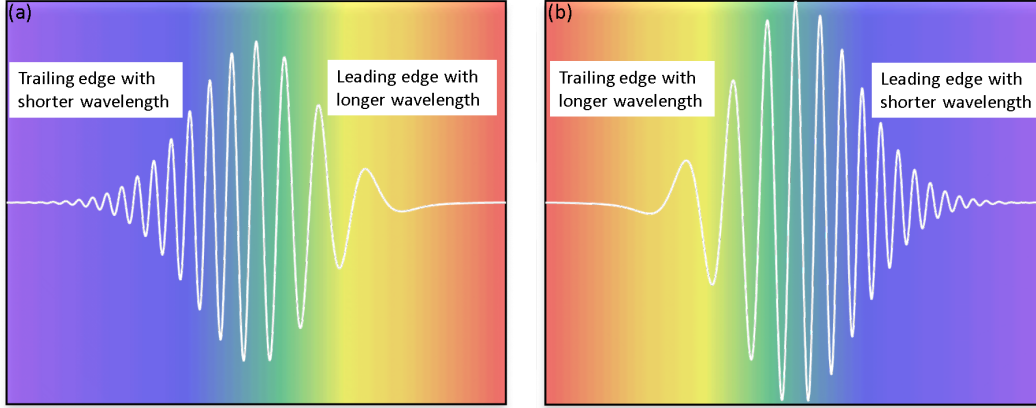 (a)
Trailing edge with
shorter wavelength
Leading edge with
longer wavelength
(b)
Trailing edge with
longer wavelength
Leading edge with
shorter wavelength